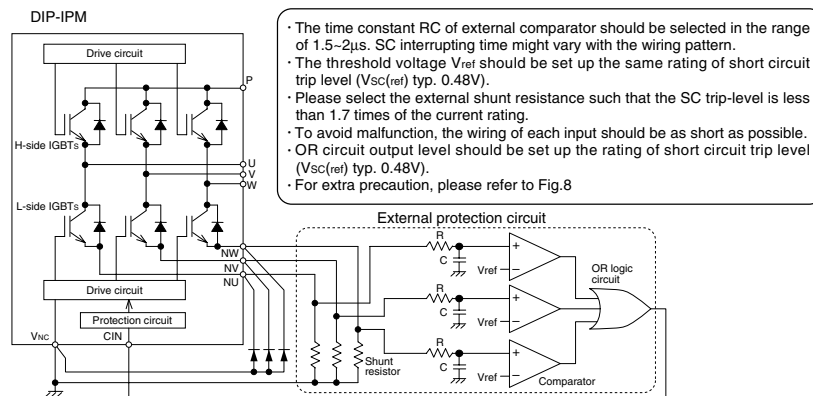 DIP-IPM
Drive circuit
P
H-side IGBTs
U
V
W
L-side IGBTs
NW
NV
NU
Drive circuit
Protection circuit
VNC
CIN
· The time constant RC of external comparator should be selected in the range
of 1.5~2μs. SC interrupting time might vary with the wiring pattern.
· The threshold voltage Vref should be set up the same rating of short circuit
trip level (VSC(ref) typ. 0.48V).
· Please select the external shunt resistance such that the SC trip-level is less
than 1.7 times of the current rating.
· To avoid malfunction, the wiring of each input should be as short as possible.
· OR circuit output level should be set up the rating of short circuit trip level
(VSC(ref) typ. 0.48V).
· For extra precaution, please refer to Fig.8
External protection circuit
R
C
Vref
+
−
OR logic
circuit
R
C
Vref
+
−
R
C
Vref
+
−
Shunt
resistor
Comparator